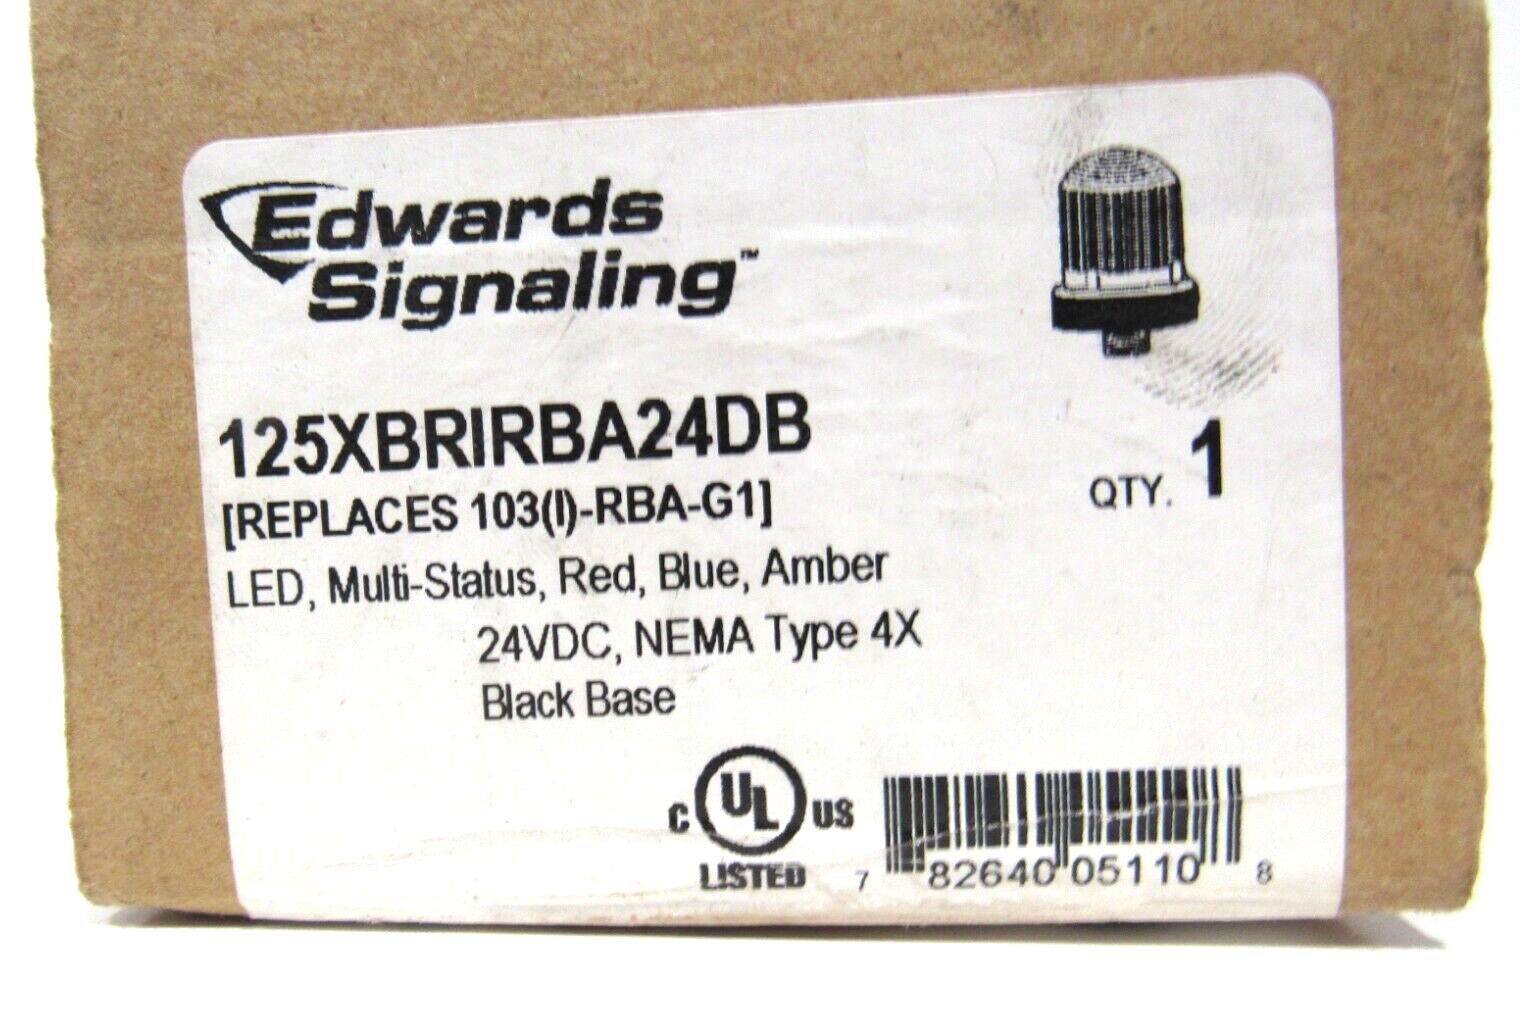 Edwards
Signaling™
125XBRIRBA24DB
[REPLACES 103(I)-RBA-G1]
QTY. 1
LED, Multi-Status, Red, Blue, Amber
24VDC, NEMA Type 4X
Black Base
C UL US
LISTED
7 82640 05110 8